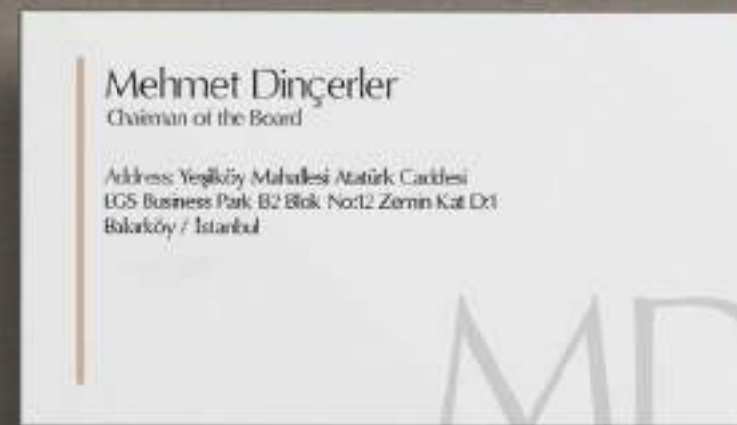 Mehmet Dinçerler
Chairman of the Board
Address: Yeşilköy Mahallesi Atatürk Caddesi
EGS Business Park B2 Blok No:12 Zemin Kat D:1
Bakırköy / İstanbul
MD